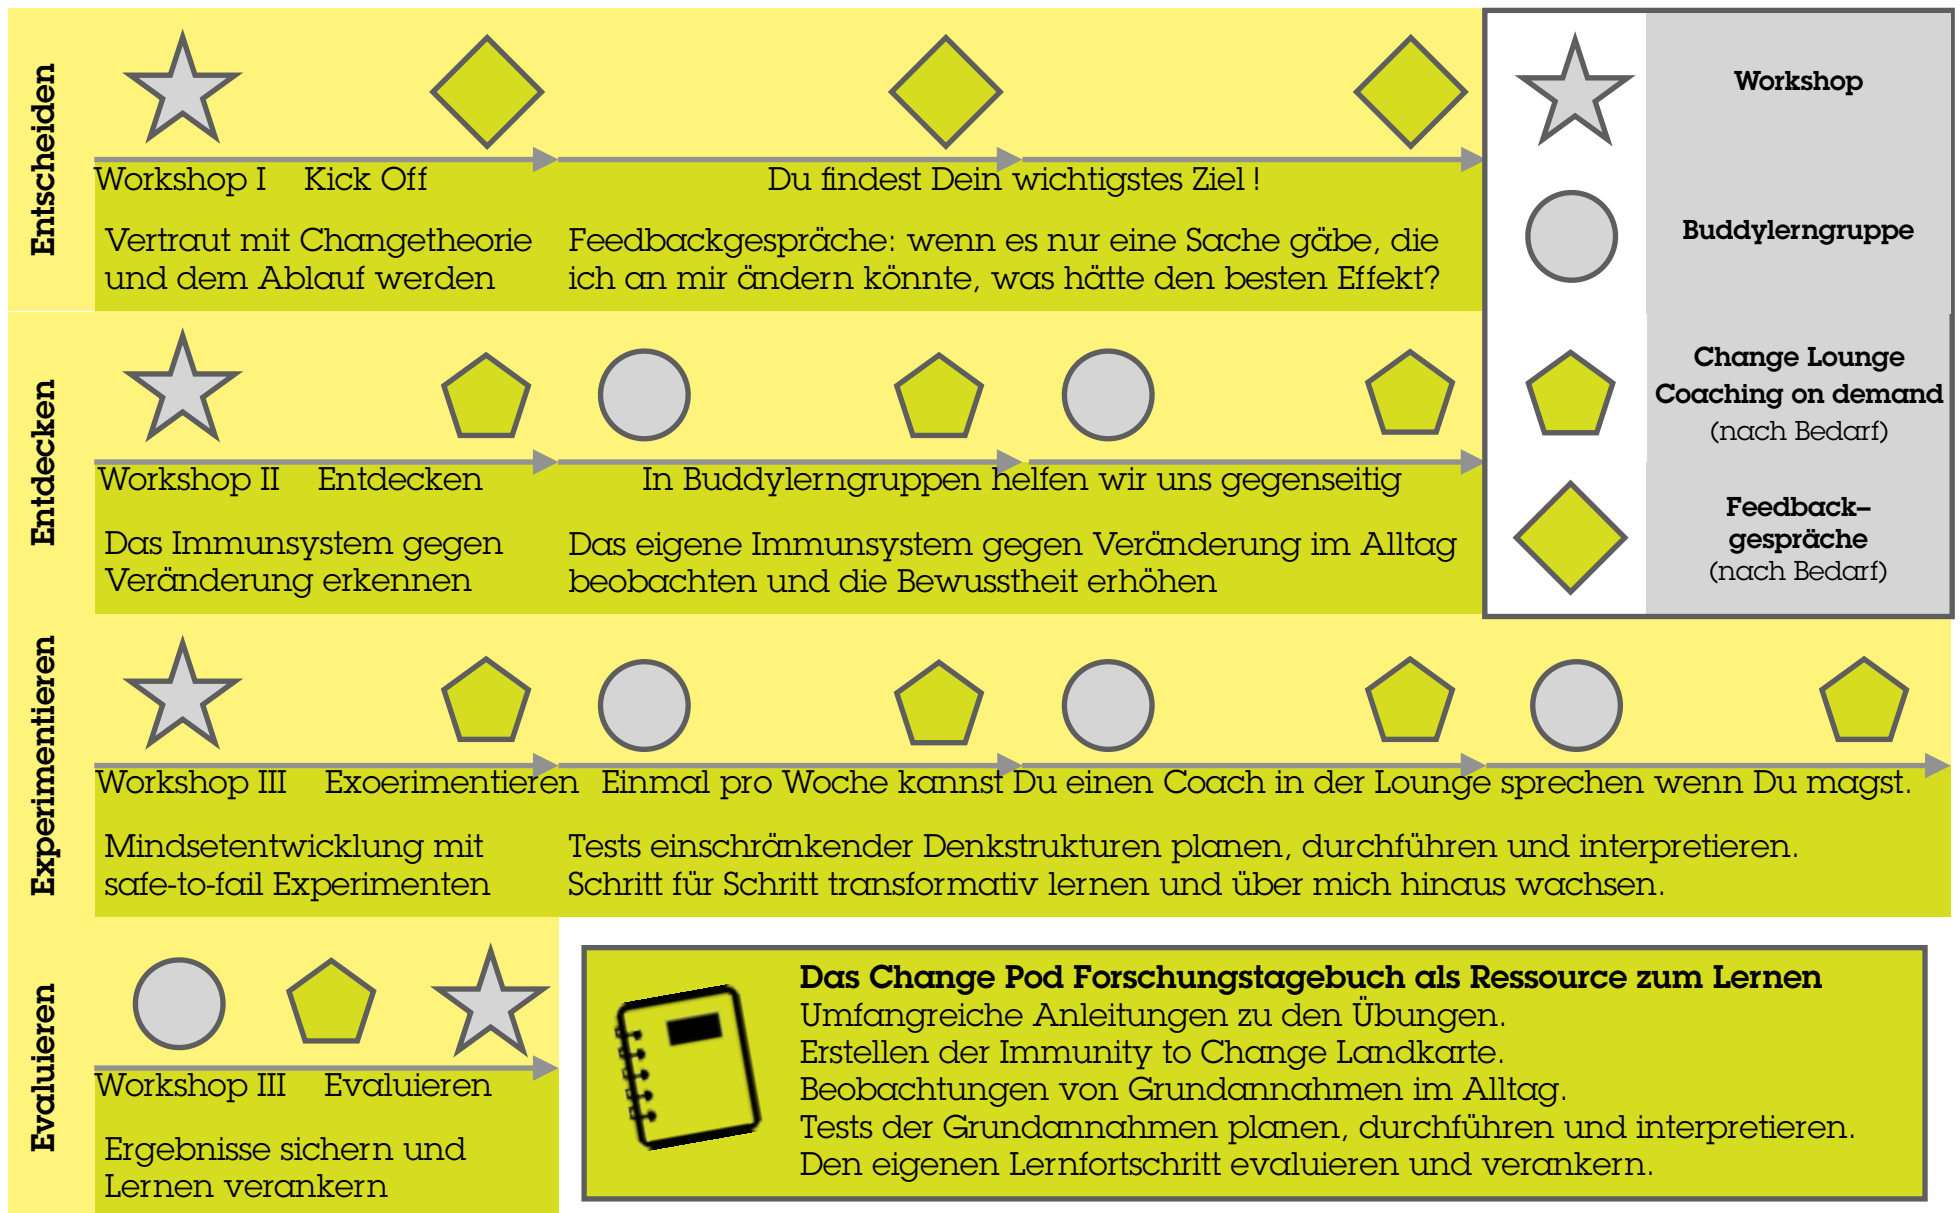 Entscheiden
Workshop I Kick Off
Du findest Dein wichtigstes Ziel !
Vertraut mit Changetheorie
und dem Ablauf werden
Feedbackgespräche: wenn es nur eine Sache gäbe, die
ich an mir ändern könnte, was hätte den besten Effekt?
Workshop
Buddylerngruppe
Change Lounge
Coaching on demand
(nach Bedarf)
Feedback–
gespräche
(nach Bedarf)
Entdecken
Workshop II Entdecken
In Buddylerngruppen helfen wir uns gegenseitig
Das Immunsystem gegen
Veränderung erkennen
Das eigene Immunsystem gegen Veränderung im Alltag
beobachten und die Bewusstheit erhöhen
Experimentieren
Workshop III Exoerimentieren
Einmal pro Woche kannst Du einen Coach in der Lounge sprechen wenn Du magst.
Mindsetentwicklung mit
safe-to-fail Experimenten
Tests einschränkender Denkstrukturen planen, durchführen und interpretieren.
Schritt für Schritt transformativ lernen und über mich hinaus wachsen.
Evaluieren
Workshop III Evaluieren
Ergebnisse sichern und
Lernen verankern
Das Change Pod Forschungstagebuch als Ressource zum Lernen
Umfangreiche Anleitungen zu den Übungen.
Erstellen der Immunity to Change Landkarte.
Beobachtungen von Grundannahmen im Alltag.
Tests der Grundannahmen planen, durchführen und interpretieren.
Den eigenen Lernfortschritt evaluieren und verankern.